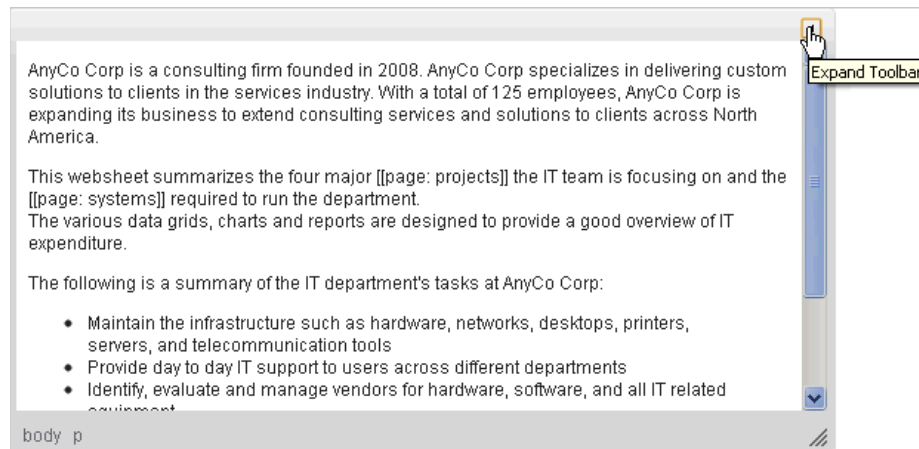 Expand Toolbar
AnyCo Corp is a consulting firm founded in 2008. AnyCo Corp specializes in delivering custom
solutions to clients in the services industry. With a total of 125 employees, AnyCo Corp is
expanding its business to extend consulting services and solutions to clients across North
America.
This websheet summarizes the four major [[page: projects]] the IT team is focusing on and the
[[page: systems]] required to run the department.
The various data grids, charts and reports are designed to provide a good overview of IT
expenditure.
The following is a summary of the IT department's tasks at AnyCo Corp:
• Maintain the infrastructure such as hardware, networks, desktops, printers,
servers, and telecommunication tools
• Provide day to day IT support to users across different departments
• Identify, evaluate and manage vendors for hardware, software, and all IT related
body p